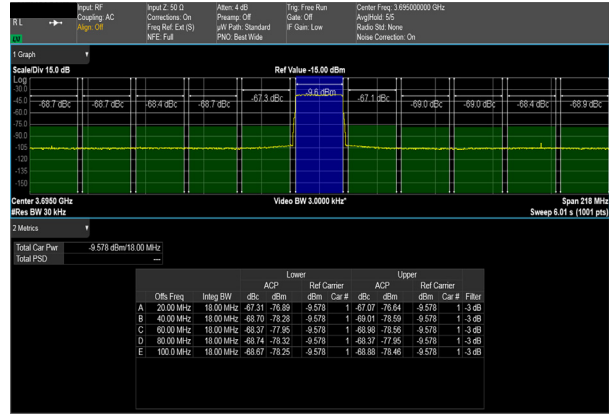 Input: RF Input Z: 50 Ω Atten: 4 dB Trig: Free Run Center Freq: 3.695000000 GHz
R L Coupling: AC Corrections: Off Preamp: Off Gate: Off Avg|Hold: 5/5
Align: Off Freq Ref: Ext (S) µW Path: Standard IF Gain: Low Radio Std: None
NFE: Full PNO: Best Wide Noise Correction: On
1 Graph
Scale/Div 15.0 dB Ref Value -15.00 dBm
Log
-30.0 -9.6 dBm
-45.0 -68.7 dBc -68.7 dBc -68.4 dBc -68.7 dBc -67.3 dBc -67.1 dBc -69.0 dBc -69.0 dBc -68.4 dBc -68.9 dBc
-60.0
-75.0
-90.0
-105
-120
-135
-150
Center 3.6950 GHz Video BW 3.0000 kHz* Span 218 MHz
#Res BW 30 kHz Sweep 6.01 s (1001 pts)
2 Metrics
Total Car Pwr -9.578 dBm/18.00 MHz
Total PSD ---
Lower Upper
ACP Ref Carrier ACP Ref Carrier
Offs Freq Integ BW dBc dBm dBm Car # dBc dBm dBm Car # Filter
A 20.00 MHz 18.00 MHz -67.31 -76.89 -9.578 1 -67.07 -76.64 -9.578 1 -3 dB
B 40.00 MHz 18.00 MHz -68.70 -78.28 -9.578 1 -69.01 -78.59 -9.578 1 -3 dB
C 60.00 MHz 18.00 MHz -68.37 -77.95 -9.578 1 -68.98 -78.56 -9.578 1 -3 dB
D 80.00 MHz 18.00 MHz -68.74 -78.32 -9.578 1 -68.37 -77.95 -9.578 1 -3 dB
E 100.0 MHz 18.00 MHz -68.67 -78.25 -9.578 1 -68.88 -78.46 -9.578 1 -3 dB